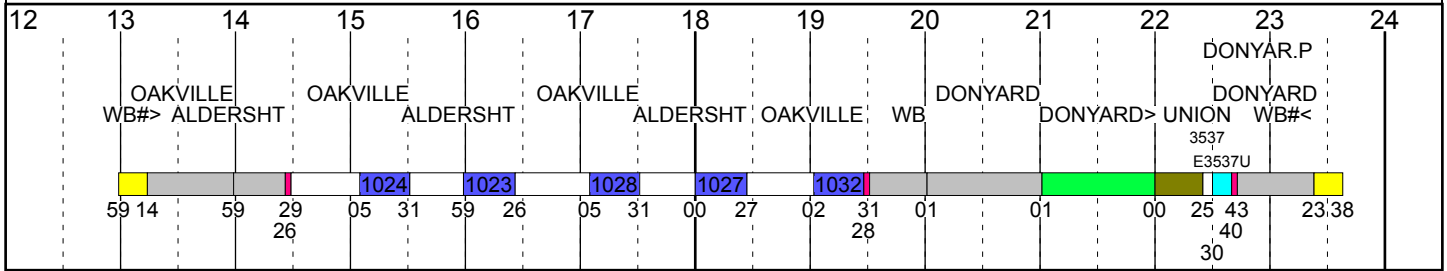 12 13 14 15 16 17 18 19 20 21 22 23 24
DONYAR.P
OAKVILLE OAKVILLE OAKVILLE DONYARD DONYARD
WB#> ALDERSHT ALDERSHT ALDERSHT OAKVILLE WB DONYARD> UNION WB#<
3537
E3537U
1024 1023 1028 1027 1032
59 14 59 29 05 31 59 26 05 31 00 27 02 31 01 01 00 25 43 23 38
26 28 40
30